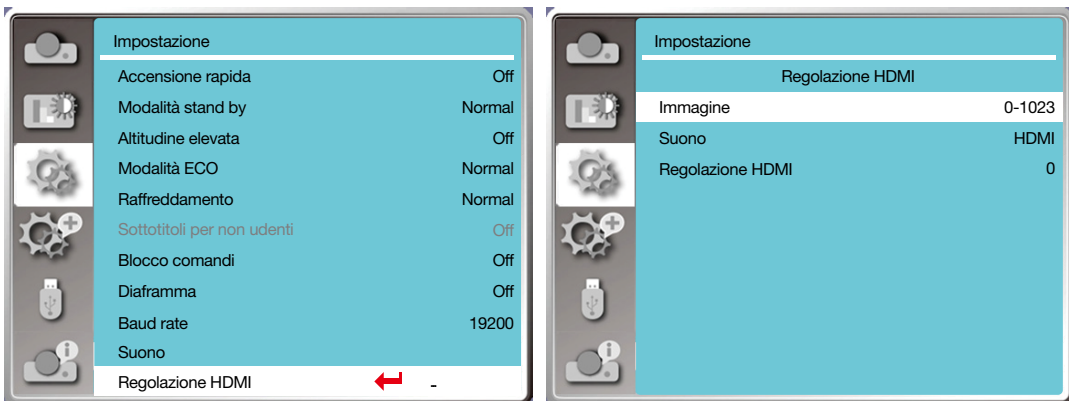 Impostazione
Accensione rapida Off
Modalità stand by Normal
Altitudine elevata Off
Modalità ECO Normal
Raffreddamento Normal
Sottotitoli per non udenti Off
Blocco comandi Off
Diaframma Off
Baud rate 19200
Suono
Regolazione HDMI -
Impostazione
Regolazione HDMI
Immagine 0-1023
Suono HDMI
Regolazione HDMI 0